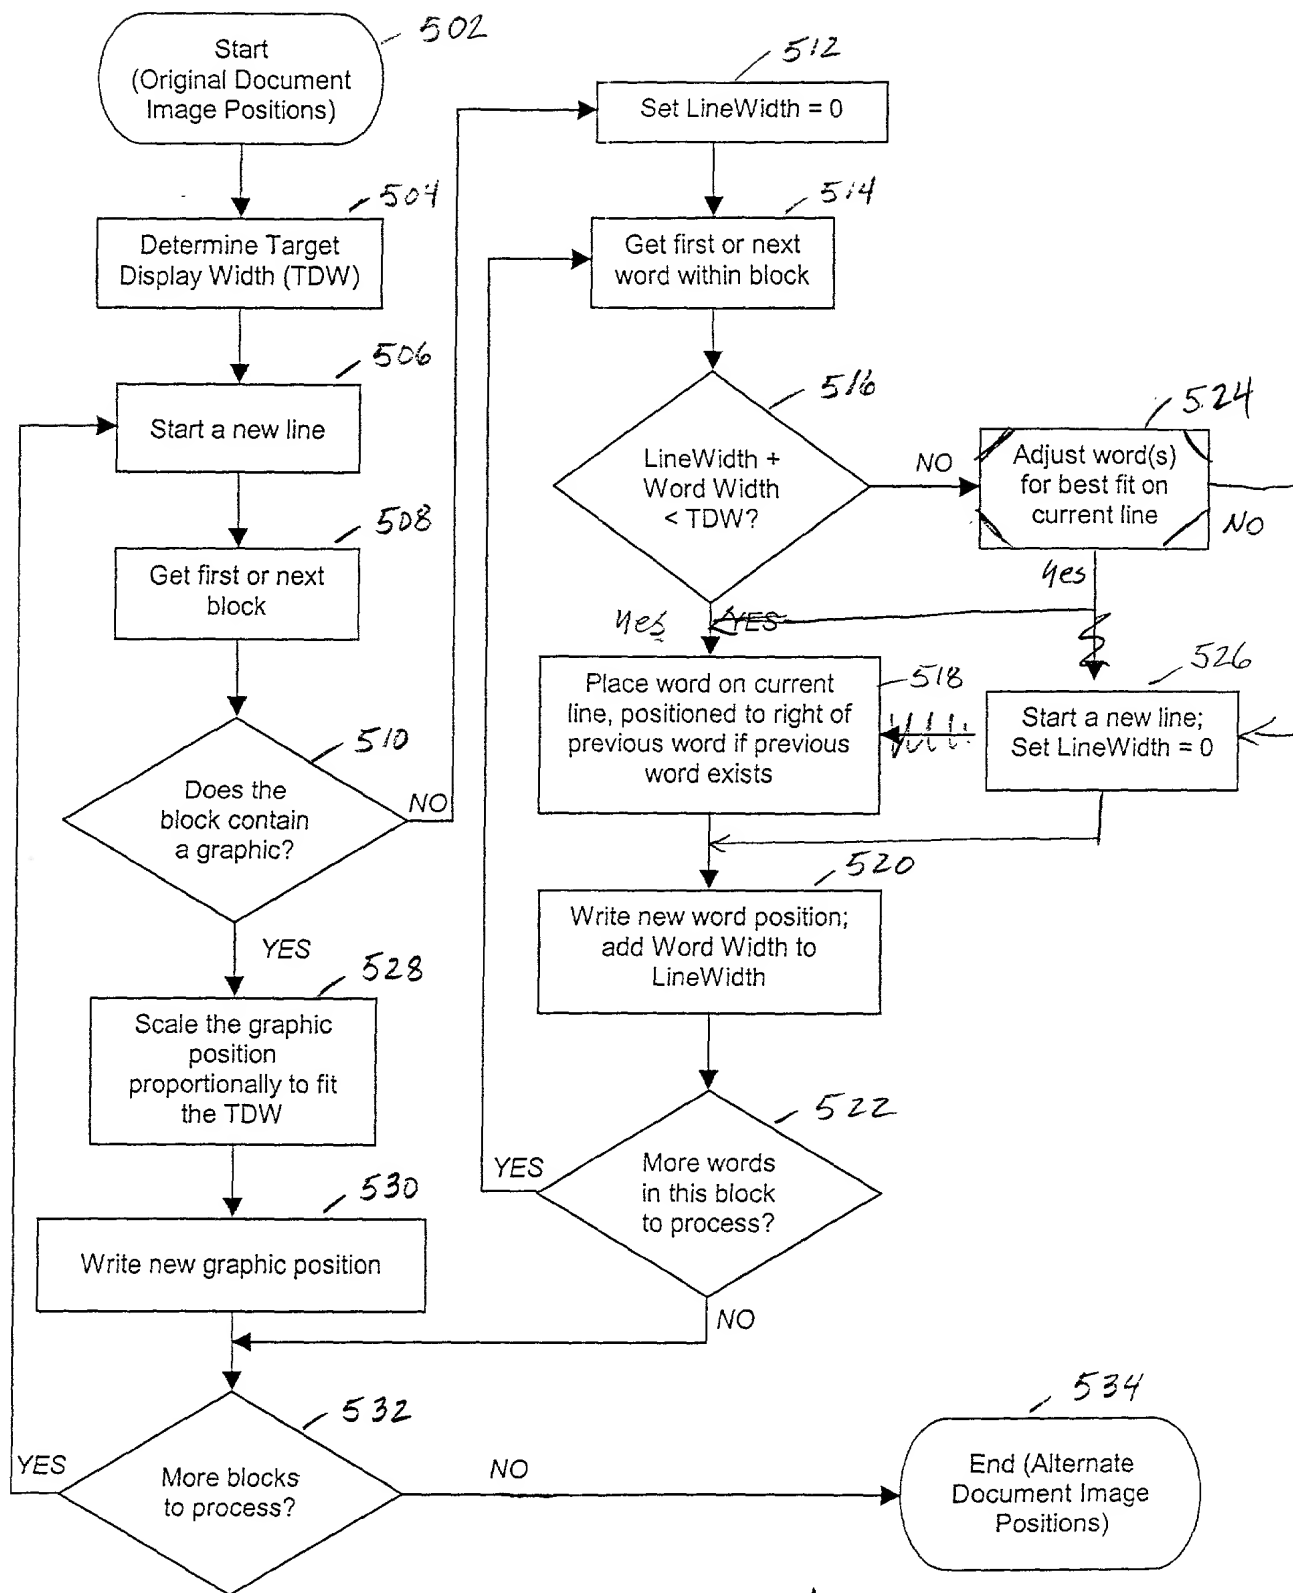 502
Start
(Original Document
Image Positions)
504
Determine Target
Display Width (TDW)
506
Start a new line
508
Get first or next
block
510
Does the
block contain
a graphic?
NO
YES
528
Scale the graphic
position
proportionally to fit
the TDW
530
Write new graphic position
532
More blocks
to process?
YES
NO
512
Set LineWidth = 0
514
Get first or next
word within block
516
LineWidth +
Word Width
< TDW?
NO
524
Adjust word(s)
for best fit on
current line
NO
Yes
Yes
YES
518
Place word on current
line, positioned to right of
previous word if previous
word exists
526
Start a new line;
Set LineWidth = 0
520
Write new word position;
add Word Width to
LineWidth
522
More words
in this block
to process?
YES
NO
534
End (Alternate
Document Image
Positions)